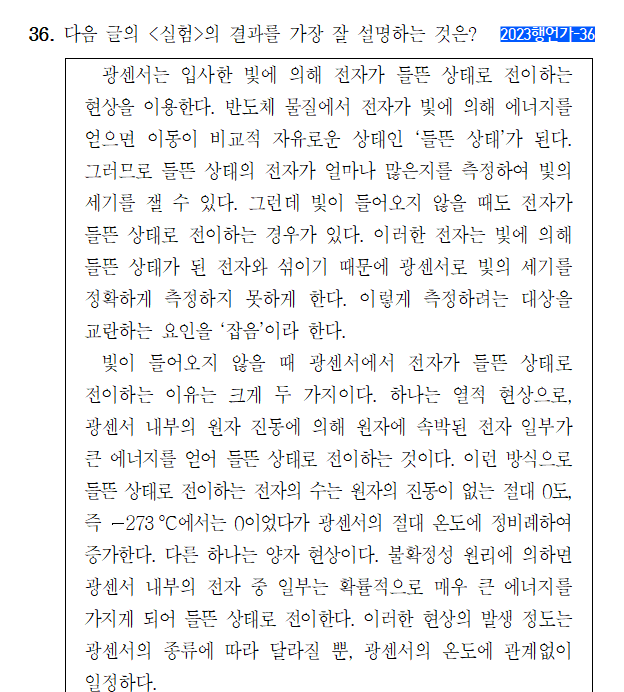 36. 다음 글의 <실험>의 결과를 가장 잘 설명하는 것은? 2023행언가-36
광센서는 입사한 빛에 의해 전자가 들뜬 상태로 전이하는
현상을 이용한다. 반도체 물질에서 전자가 빛에 의해 에너지를
얻으면 이동이 비교적 자유로운 상태인 ‘들뜬 상태’가 된다.
그러므로 들뜬 상태의 전자가 얼마나 많은지를 측정하여 빛의
세기를 잴 수 있다. 그런데 빛이 들어오지 않을 때도 전자가
들뜬 상태로 전이하는 경우가 있다. 이러한 전자는 빛에 의해
들뜬 상태가 된 전자와 섞이기 때문에 광센서로 빛의 세기를
정확하게 측정하지 못하게 한다. 이렇게 측정하려는 대상을
교란하는 요인을 ‘잡음’이라 한다.
빛이 들어오지 않을 때 광센서에서 전자가 들뜬 상태로
전이하는 이유는 크게 두 가지이다. 하나는 열적 현상으로,
광센서 내부의 원자 진동에 의해 원자에 속박된 전자 일부가
큰 에너지를 얻어 들뜬 상태로 전이하는 것이다. 이런 방식으로
들뜬 상태로 전이하는 전자의 수는 원자의 진동이 없는 절대 0도,
즉 −273 ℃에서는 0이었다가 광센서의 절대 온도에 정비례하여
증가한다. 다른 하나는 양자 현상이다. 불확정성 원리에 의하면
광센서 내부의 전자 중 일부는 확률적으로 매우 큰 에너지를
가지게 되어 들뜬 상태로 전이한다. 이러한 현상의 발생 정도는
광센서의 종류에 따라 달라질 뿐, 광센서의 온도에 관계없이
일정하다.